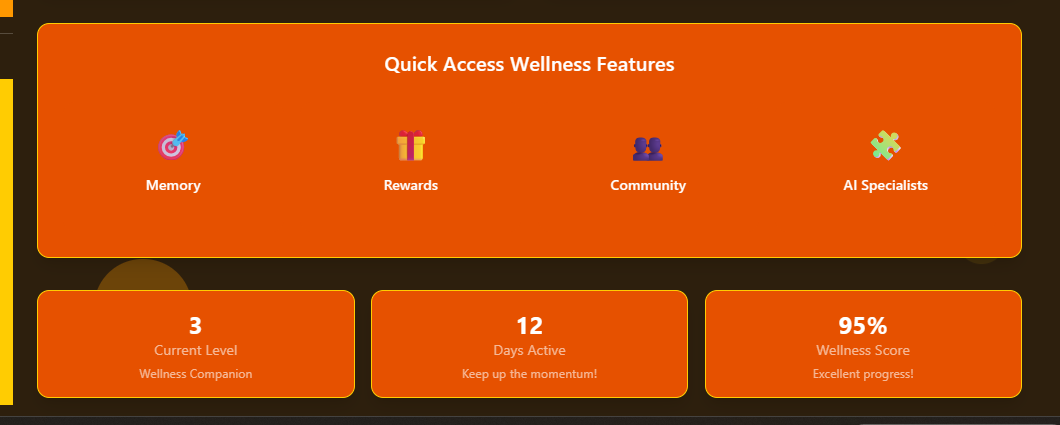 Quick Access Wellness Features
Memory
Rewards
Community
AI Specialists
3
Current Level
Wellness Companion
12
Days Active
Keep up the momentum!
95%
Wellness Score
Excellent progress!